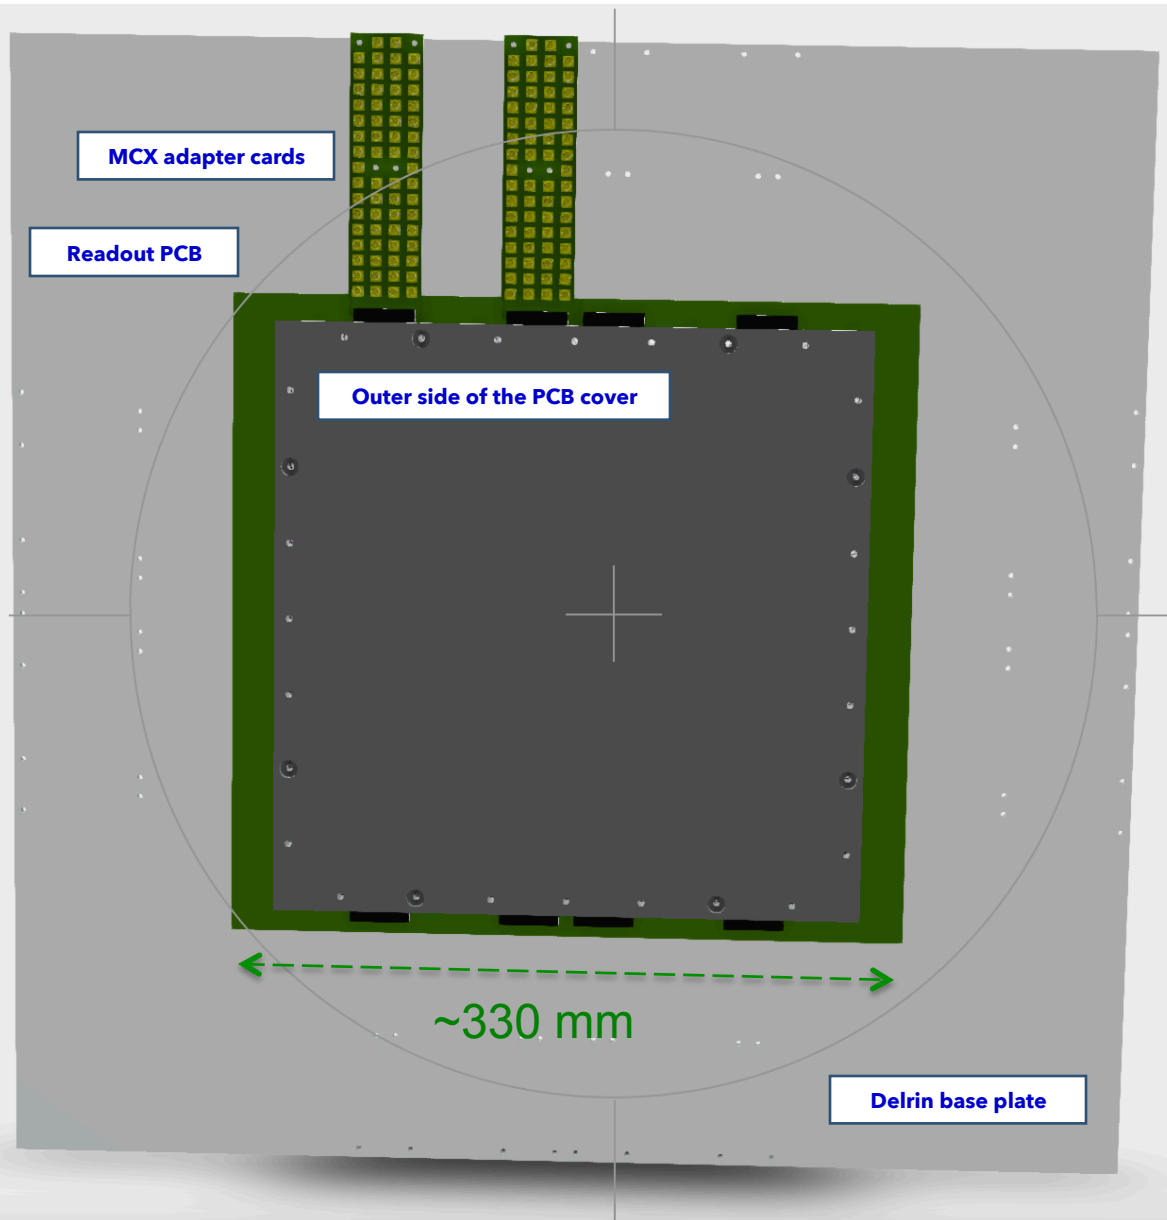 MCX adapter cards
Readout PCB
Outer side of the PCB cover
~330 mm
Delrin base plate